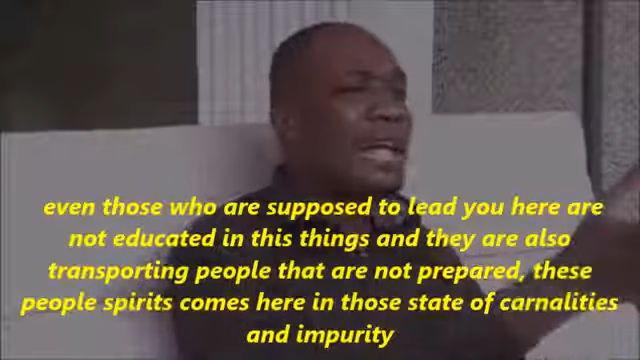 even those who are supposed to lead you here are
not educated in this things and they are also
transporting people that are not prepared, these
people spirits comes here in those state of carnalities
and impurity